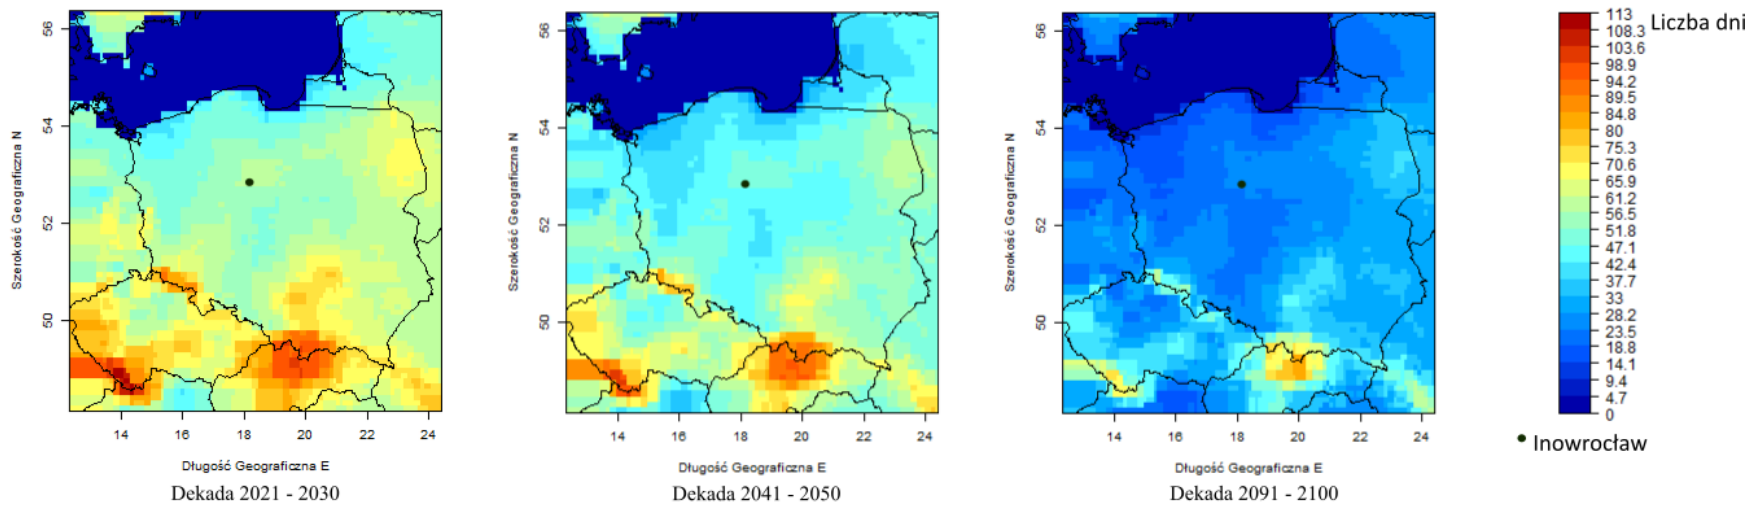 56
54
52
50
Szerokość Geograficzna N
14 16 18 20 22 24
Długość Geograficzna E
Dekada 2021 - 2030
56
54
52
50
Szerokość Geograficzna N
14 16 18 20 22 24
Długość Geograficzna E
Dekada 2041 - 2050
56
54
52
50
Szerokość Geograficzna N
14 16 18 20 22 24
Długość Geograficzna E
Dekada 2091 - 2100
Liczba dni
113
108.3
103.6
98.9
94.2
89.5
84.8
80
75.3
70.6
65.9
61.2
56.5
51.8
47.1
42.4
37.7
33
28.2
23.5
18.8
14.1
9.4
4.7
0
Inowrocław